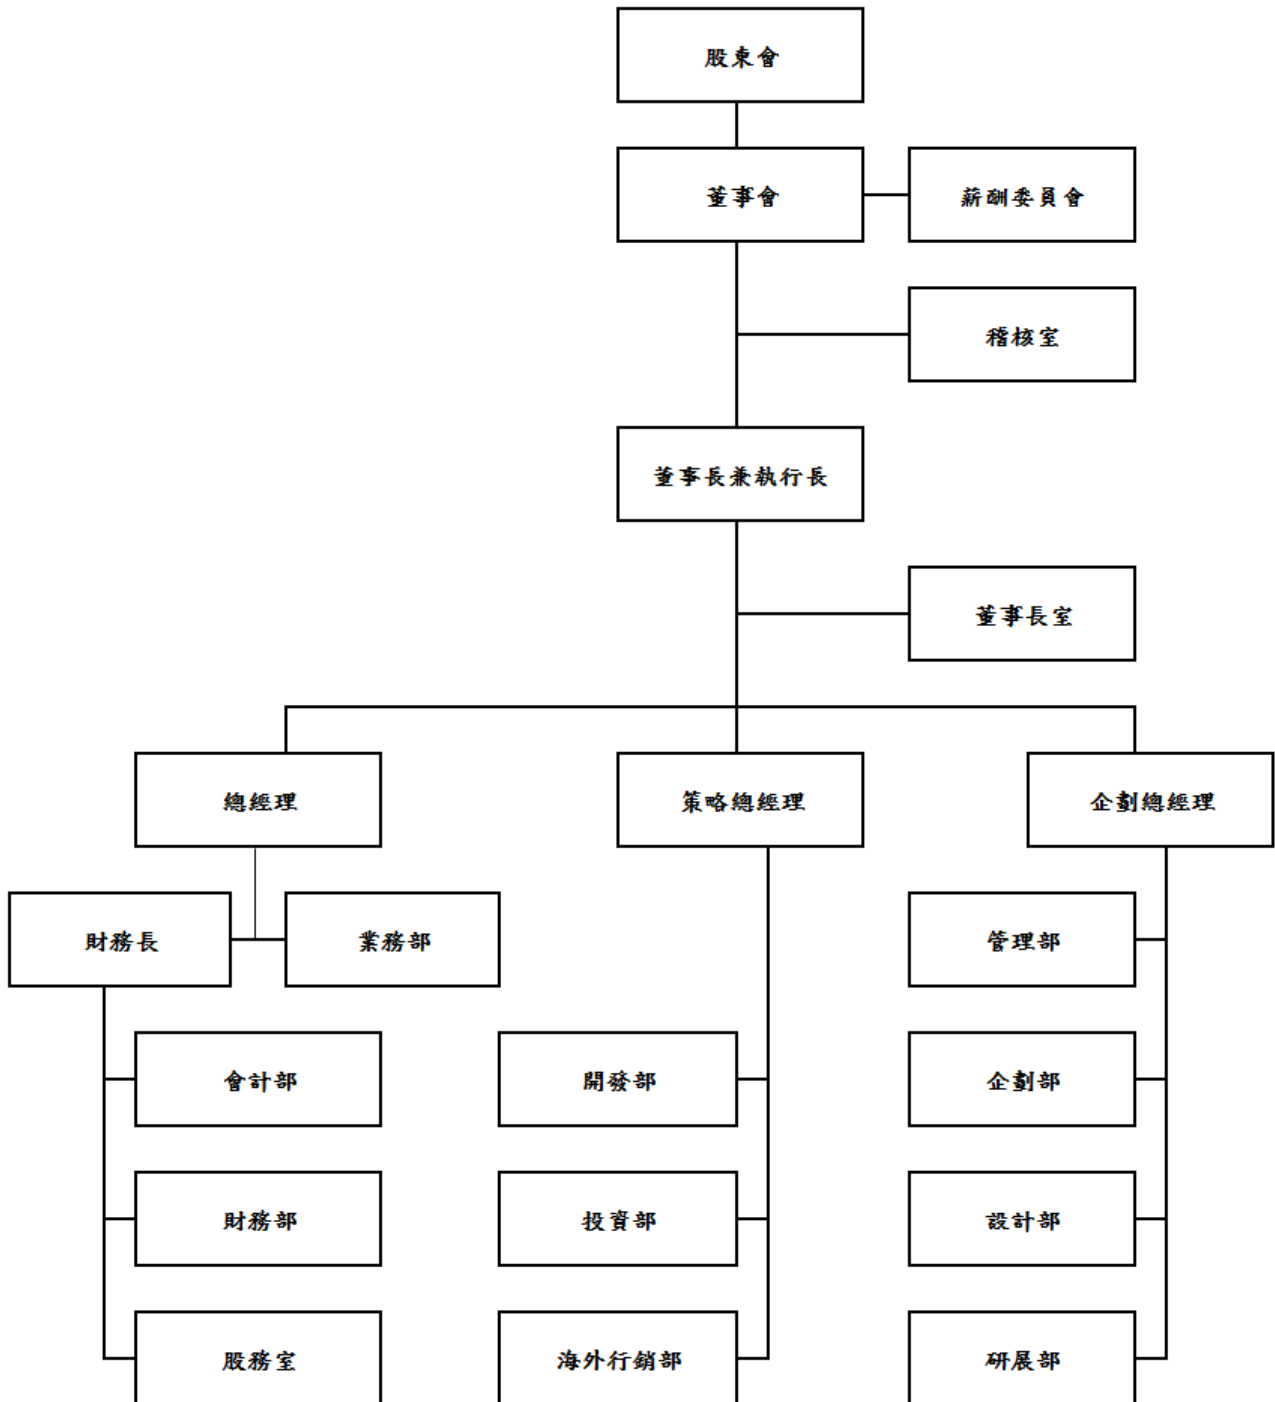 股東會
董事會
薪酬委員會
稽核室
董事長兼執行長
董事長室
總經理
策略總經理
企劃總經理
財務長
業務部
管理部
會計部
開發部
企劃部
財務部
投資部
設計部
股務室
海外行銷部
研展部